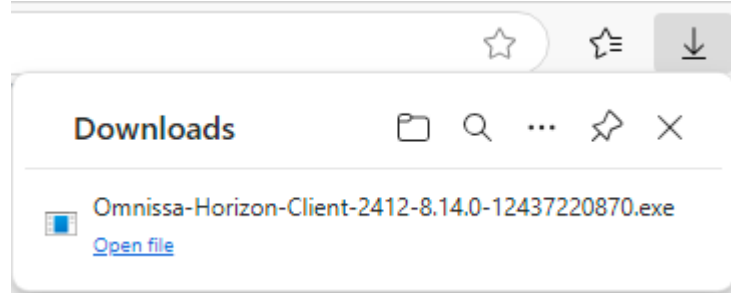 Downloads
Omnissa-Horizon-Client-2412-8.14.0-12437220870.exe
Open file